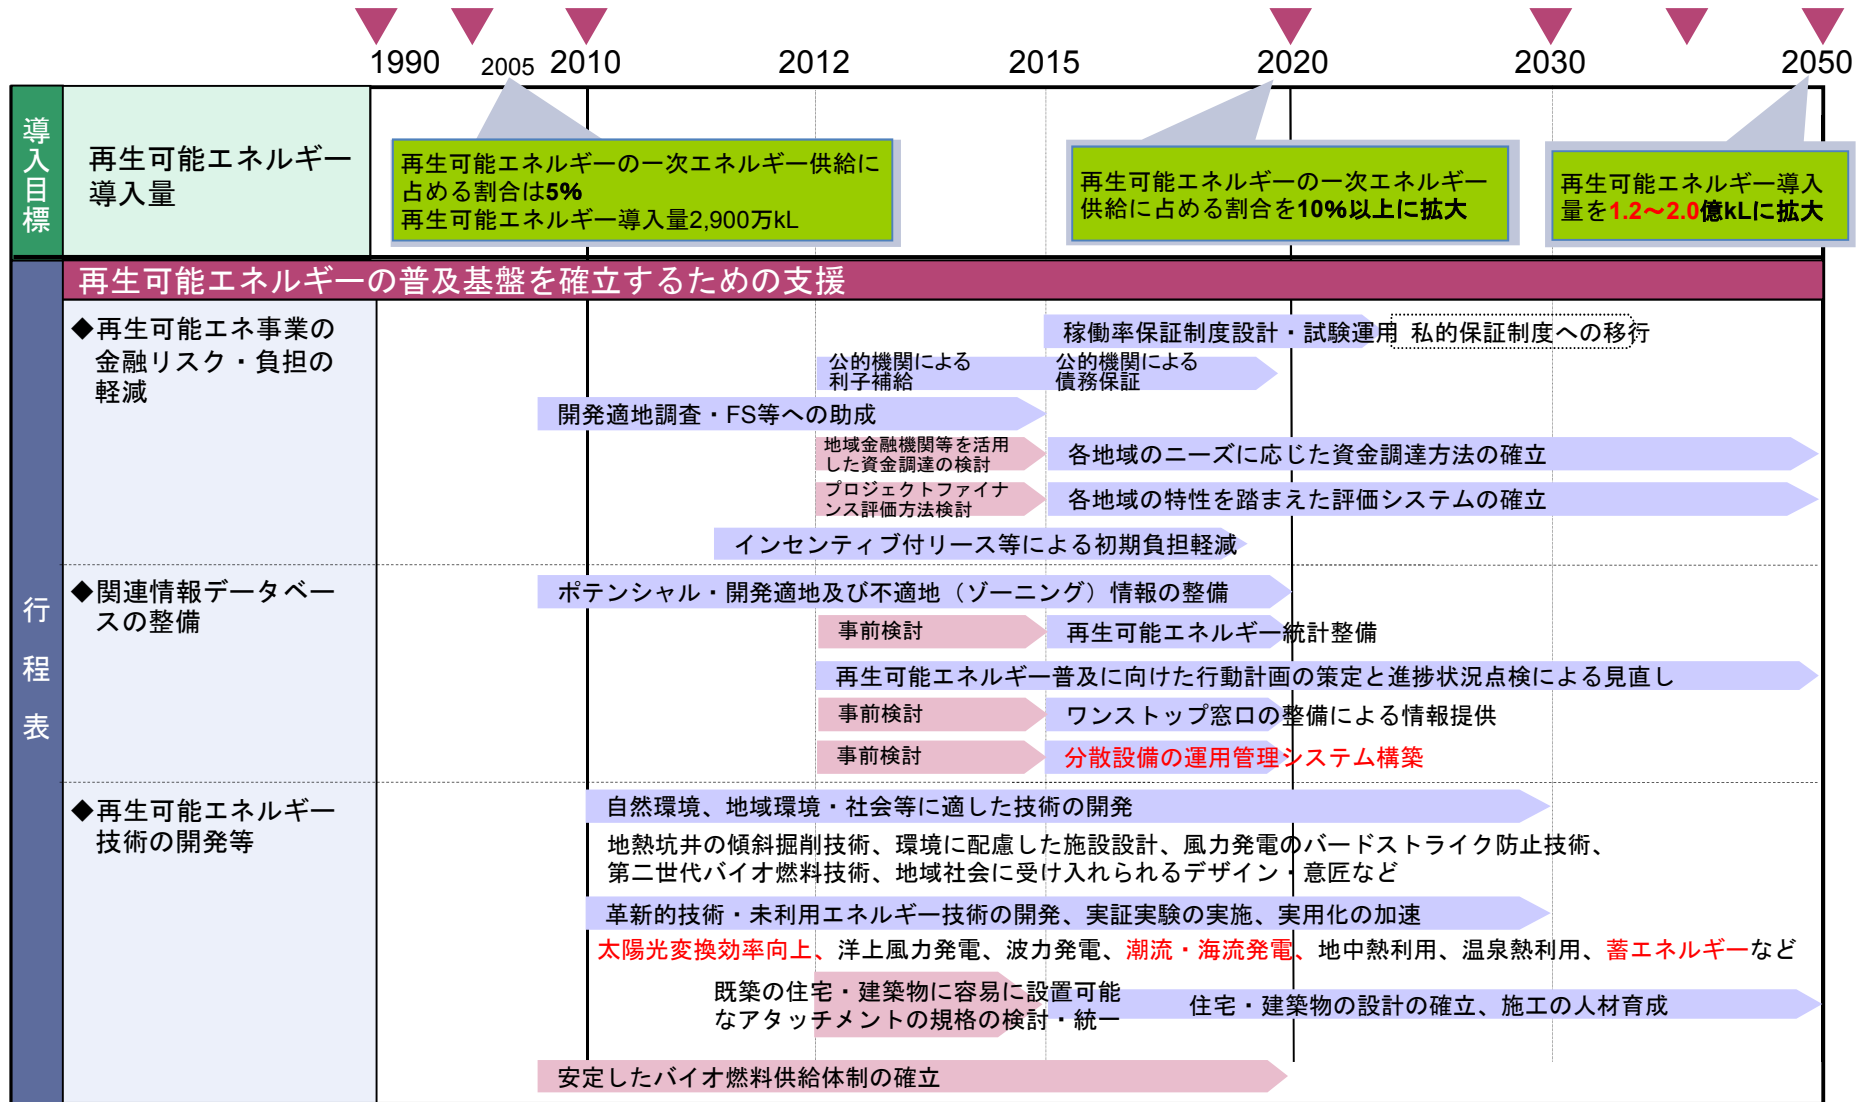 1990 2005 2010 2012 2015 2020 2030 2050
導入目標
再生可能エネルギー
導入量
再生可能エネルギーの一次エネルギー供給に
占める割合は5%
再生可能エネルギー導入量2,900万kL
再生可能エネルギーの一次エネルギー
供給に占める割合を10%以上に拡大
再生可能エネルギー導入
量を1.2～2.0億kLに拡大
行程表
再生可能エネルギーの普及基盤を確立するための支援
◆再生可能エネ事業の
金融リスク・負担の
軽減
稼働率保証制度設計・試験運用 私的保証制度への移行
公的機関による
利子補給
公的機関による
債務保証
開発適地調査・FS等への助成
地域金融機関等を活用
した資金調達の検討
各地域のニーズに応じた資金調達方法の確立
プロジェクトファイナ
ンス評価方法検討
各地域の特性を踏まえた評価システムの確立
インセンティブ付リース等による初期負担軽減
◆関連情報データベー
スの整備
ポテンシャル・開発適地及び不適地（ゾーニング）情報の整備
事前検討 再生可能エネルギー統計整備
再生可能エネルギー普及に向けた行動計画の策定と進捗状況点検による見直し
事前検討 ワンストップ窓口の整備による情報提供
事前検討 分散設備の運用管理システム構築
◆再生可能エネルギー
技術の開発等
自然環境、地域環境・社会等に適した技術の開発
地熱坑井の傾斜掘削技術、環境に配慮した施設設計、風力発電のバードストライク防止技術、
第二世代バイオ燃料技術、地域社会に受け入れられるデザイン・意匠など
革新的技術・未利用エネルギー技術の開発、実証実験の実施、実用化の加速
太陽光変換効率向上、洋上風力発電、波力発電、潮流・海流発電、地中熱利用、温泉熱利用、蓄エネルギーなど
既築の住宅・建築物に容易に設置可能
なアタッチメントの規格の検討・統一
住宅・建築物の設計の確立、施工の人材育成
安定したバイオ燃料供給体制の確立